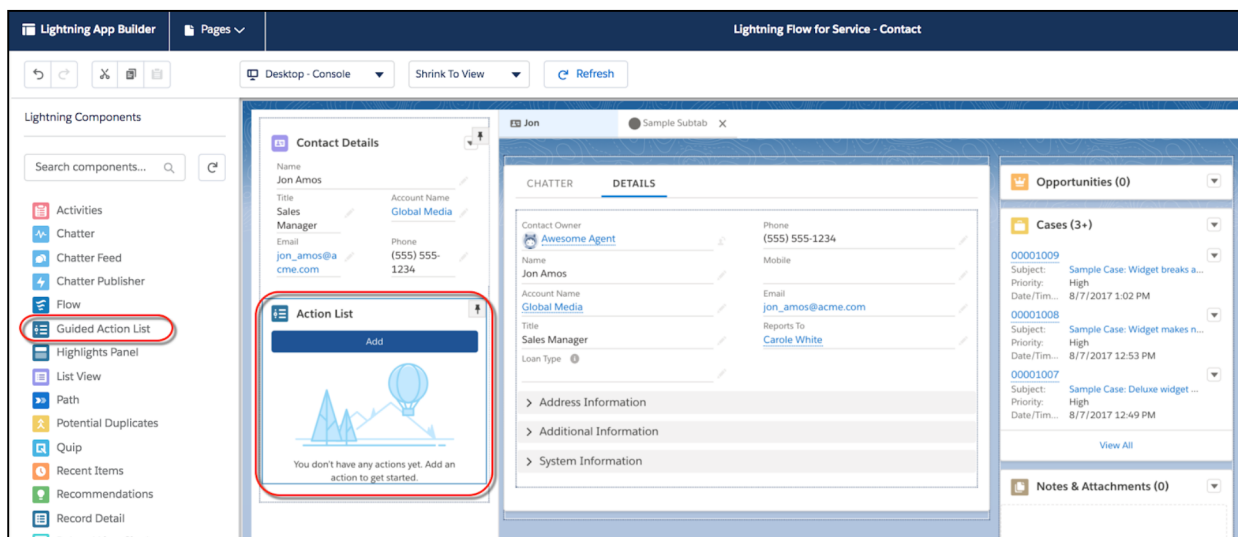 Lightning App Builder
Pages
Lightning Flow for Service - Contact
Desktop - Console
Shrink To View
Refresh
Lightning Components
Search components...
Activities
Chatter
Chatter Feed
Chatter Publisher
Flow
Guided Action List
Highlights Panel
List View
Path
Potential Duplicates
Quip
Recent Items
Recommendations
Record Detail
Contact Details
Name
Jon Amos
Title
Account Name
Sales
Global Media
Manager
Email
Phone
jon_amos@a
(555) 555-
cme.com
1234
Action List
Add
You don't have any actions yet. Add an
action to get started.
Jon
Sample Subtab
CHATTER
DETAILS
Contact Owner
Phone
Awesome Agent
(555) 555-1234
Name
Mobile
Jon Amos
Account Name
Email
Global Media
jon_amos@acme.com
Title
Reports To
Sales Manager
Carole White
Loan Type
Address Information
Additional Information
System Information
Opportunities (0)
Cases (3+)
00001009
Subject: Sample Case: Widget breaks a...
Priority: High
Date/Tim... 8/7/2017 1:02 PM
00001008
Subject: Sample Case: Widget makes n...
Priority: High
Date/Tim... 8/7/2017 12:53 PM
00001007
Subject: Sample Case: Deluxe widget ...
Priority: High
Date/Tim... 8/7/2017 12:49 PM
View All
Notes & Attachments (0)